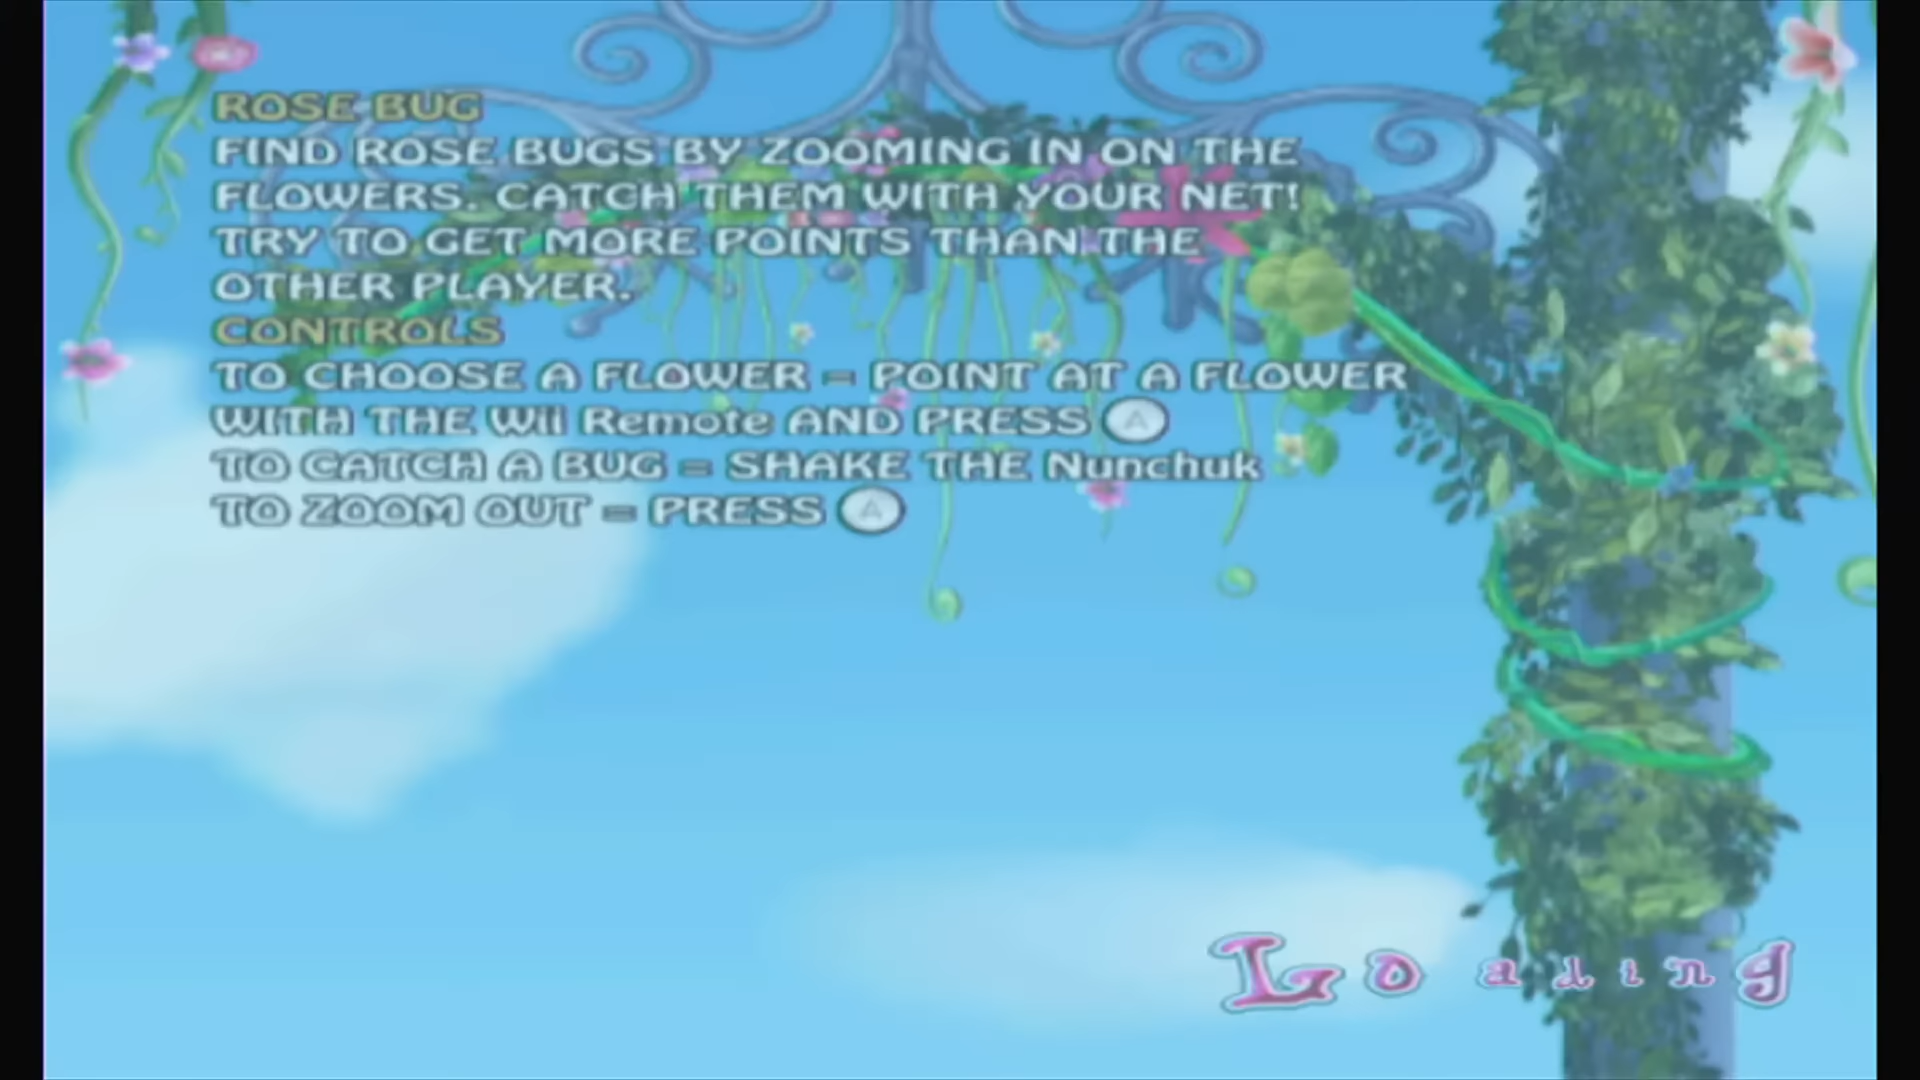 ROSE BUG
FIND ROSE BUGS BY ZOOMING IN ON THE
FLOWERS. CATCH THEM WITH YOUR NET!
TRY TO GET MORE POINTS THAN THE
OTHER PLAYER.
CONTROLS
TO CHOOSE A FLOWER = POINT AT A FLOWER
WITH THE Wii Remote AND PRESS A
TO CATCH A BUG = SHAKE THE Nunchuk
TO ZOOM OUT = PRESS A
Loading